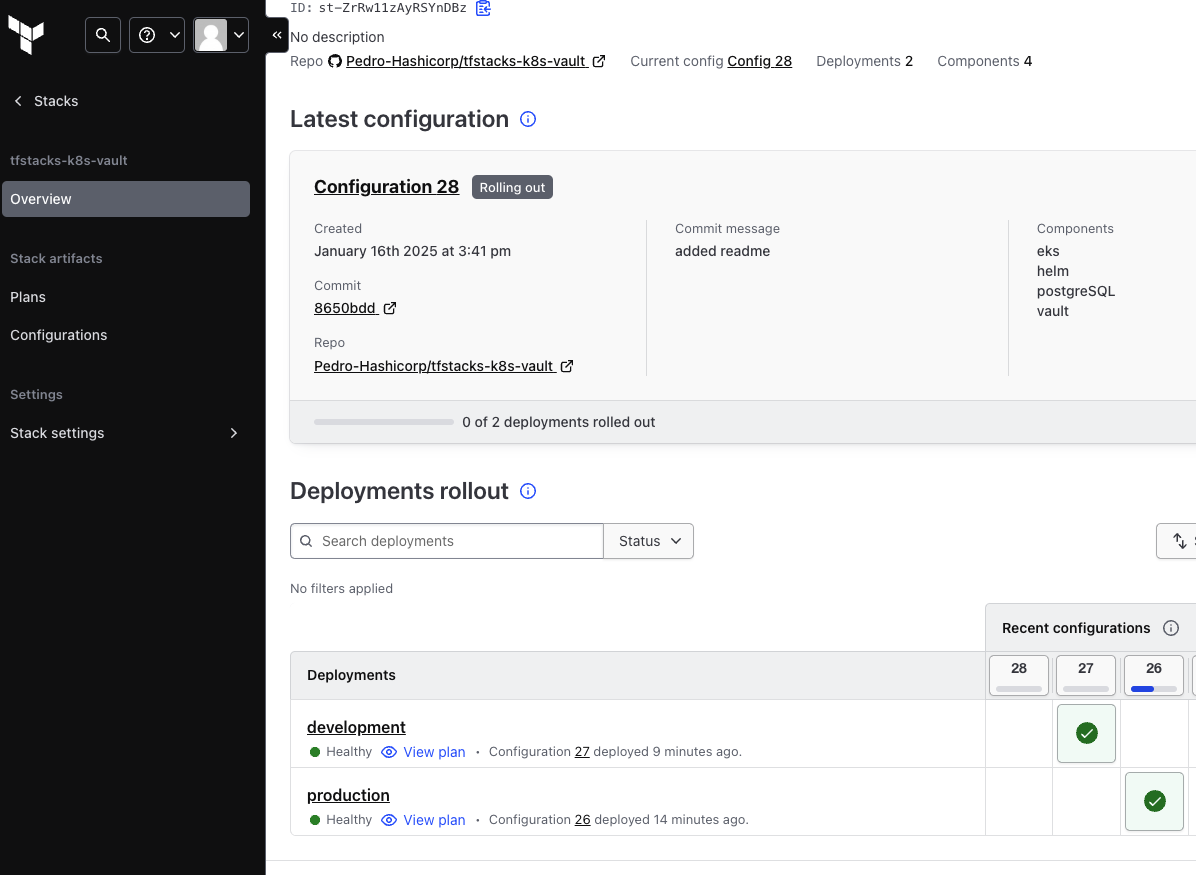 ID: st-ZrRw11zAyRSYnDBz
No description
Repo Pedro-Hashicorp/tfstacks-k8s-vault Current config Config 28 Deployments 2 Components 4
Stacks
tfstacks-k8s-vault
Overview
Stack artifacts
Plans
Configurations
Settings
Stack settings
Latest configuration
Configuration 28 Rolling out
Created
January 16th 2025 at 3:41 pm
Commit
8650bdd
Repo
Pedro-Hashicorp/tfstacks-k8s-vault
Commit message
added readme
Components
eks
helm
postgreSQL
vault
0 of 2 deployments rolled out
Deployments rollout
Search deployments Status
No filters applied
Recent configurations
Deployments 28 27 26
development
Healthy View plan · Configuration 27 deployed 9 minutes ago.
production
Healthy View plan · Configuration 26 deployed 14 minutes ago.